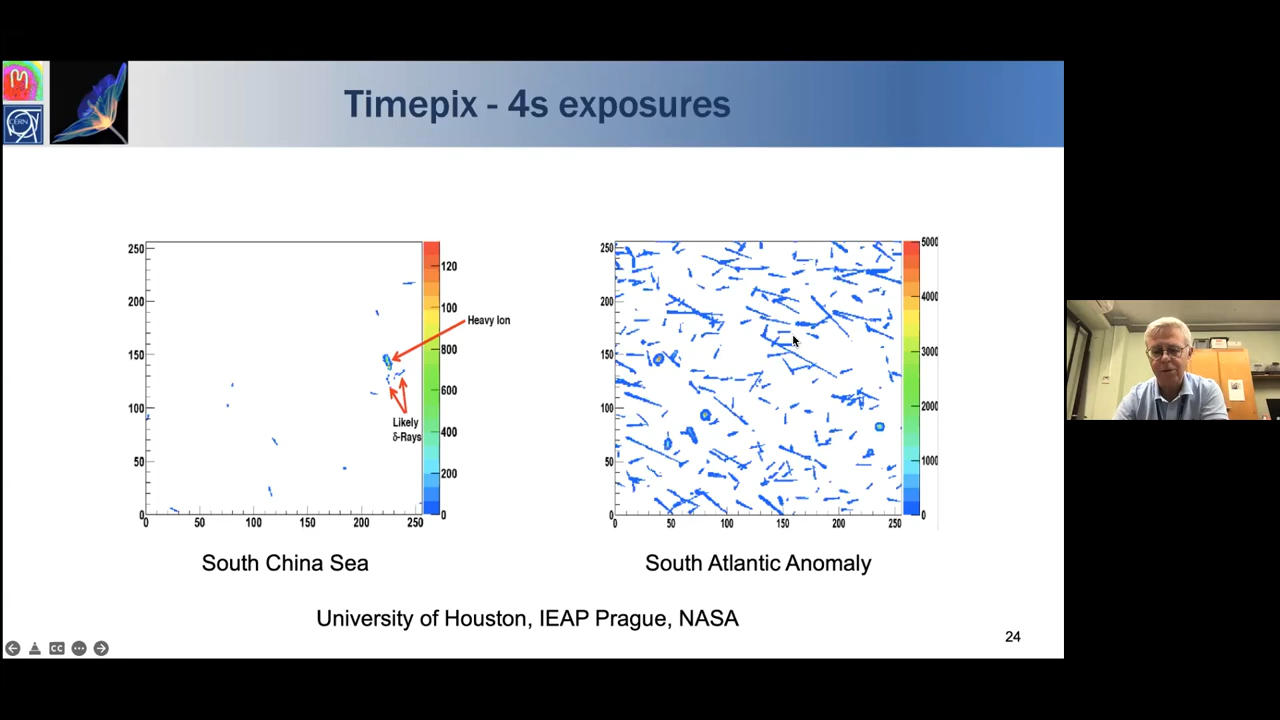 M
CERN
Timepix - 4s exposures
250
200
150
100
50
0
0 50 100 150 200 250
120
100
800
600
400
200
0
Heavy Ion
Likely
δ-Rays
250
200
150
100
50
0
0 50 100 150 200 250
5000
4000
3000
2000
1000
0
South China Sea
South Atlantic Anomaly
University of Houston, IEAP Prague, NASA
24
CC